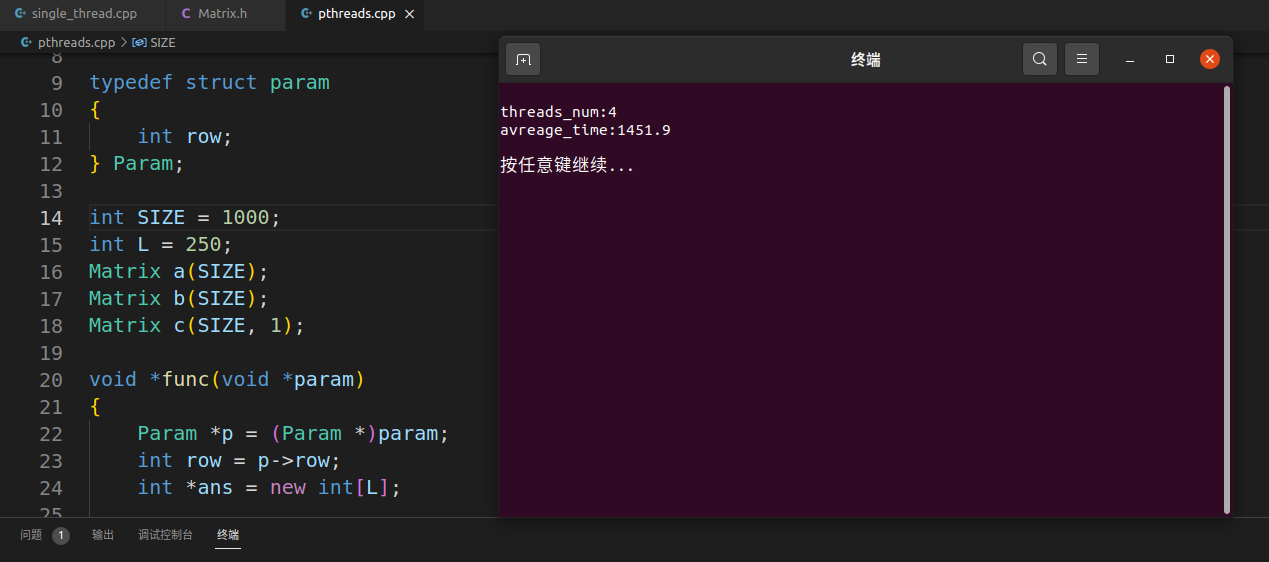 single_thread.cpp
Matrix.h
pthreads.cpp
pthreads.cpp > SIZE
8
9 typedef struct param
10 {
11 int row;
12 } Param;
13
14 int SIZE = 1000;
15 int L = 250;
16 Matrix a(SIZE);
17 Matrix b(SIZE);
18 Matrix c(SIZE, 1);
19
20 void *func(void *param)
21 {
22 Param *p = (Param *)param;
23 int row = p->row;
24 int *ans = new int[L];
25
终端
threads_num:4
avreage_time:1451.9
按任意键继续...
问题 1 输出 调试控制台 终端